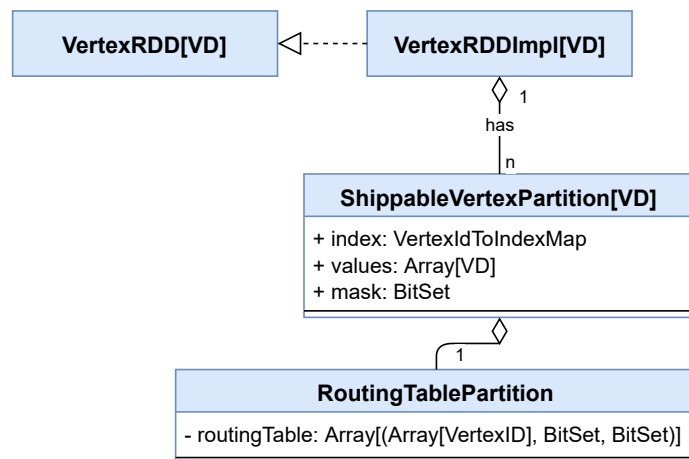 VertexRDD[VD]
VertexRDDImpl[VD]
1
has
n
ShippableVertexPartition[VD]
+ index: VertexIdToIndexMap
+ values: Array[VD]
+ mask: BitSet
1
RoutingTablePartition
- routingTable: Array[(Array[VertexID], BitSet, BitSet)]